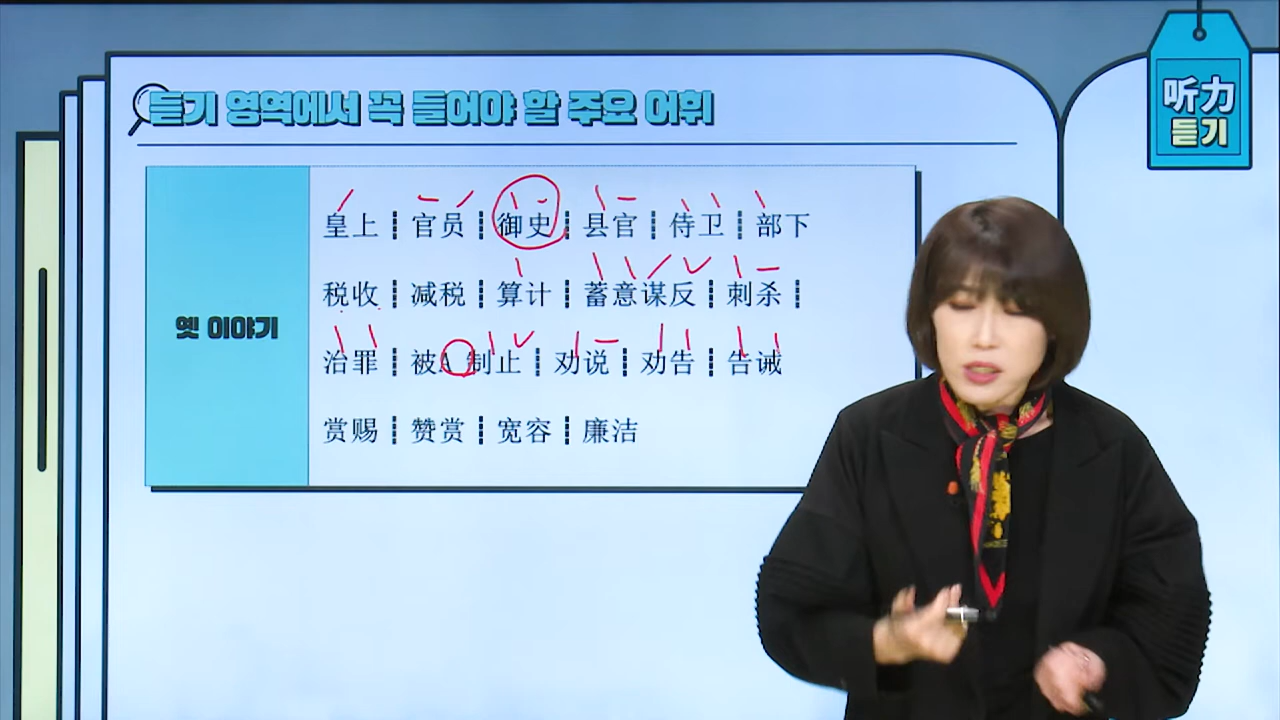 듣기 영역에서 꼭 들어야 할 주요 어휘
听力
듣기
옛 이야기
皇上 ┇ 官员 ┇ 御史 ┇ 县官 ┇ 侍卫 ┇ 部下
税收 ┇ 减税 ┇ 算计 ┇ 蓄意谋反 ┇ 刺杀 ┇
治罪 ┇ 被A 制止 ┇ 劝说 ┇ 劝告 ┇ 告诫
赏赐 ┇ 赞赏 ┇ 宽容 ┇ 廉洁